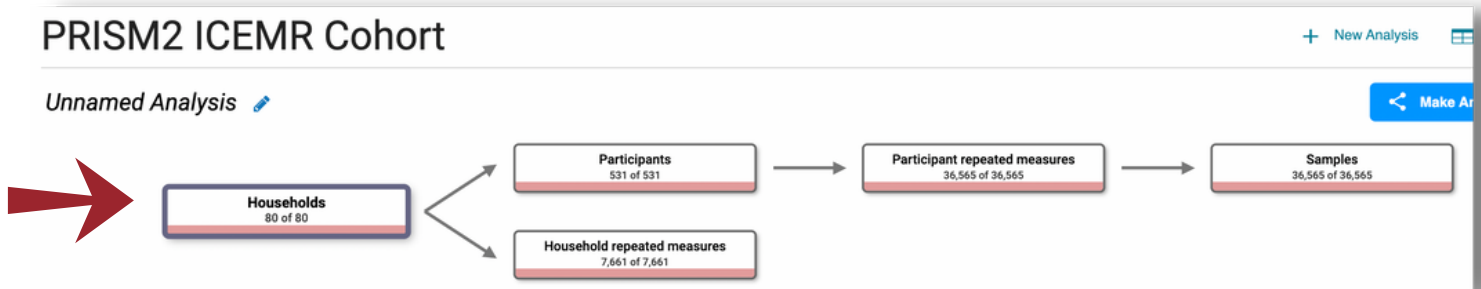 PRISM2 ICEMR Cohort
+ New Analysis
Unnamed Analysis
Make
Participants
531 of 531
Participant repeated measures
36,565 of 36,565
Samples
36,565 of 36,565
Households
80 of 80
Household repeated measures
7,661 of 7,661